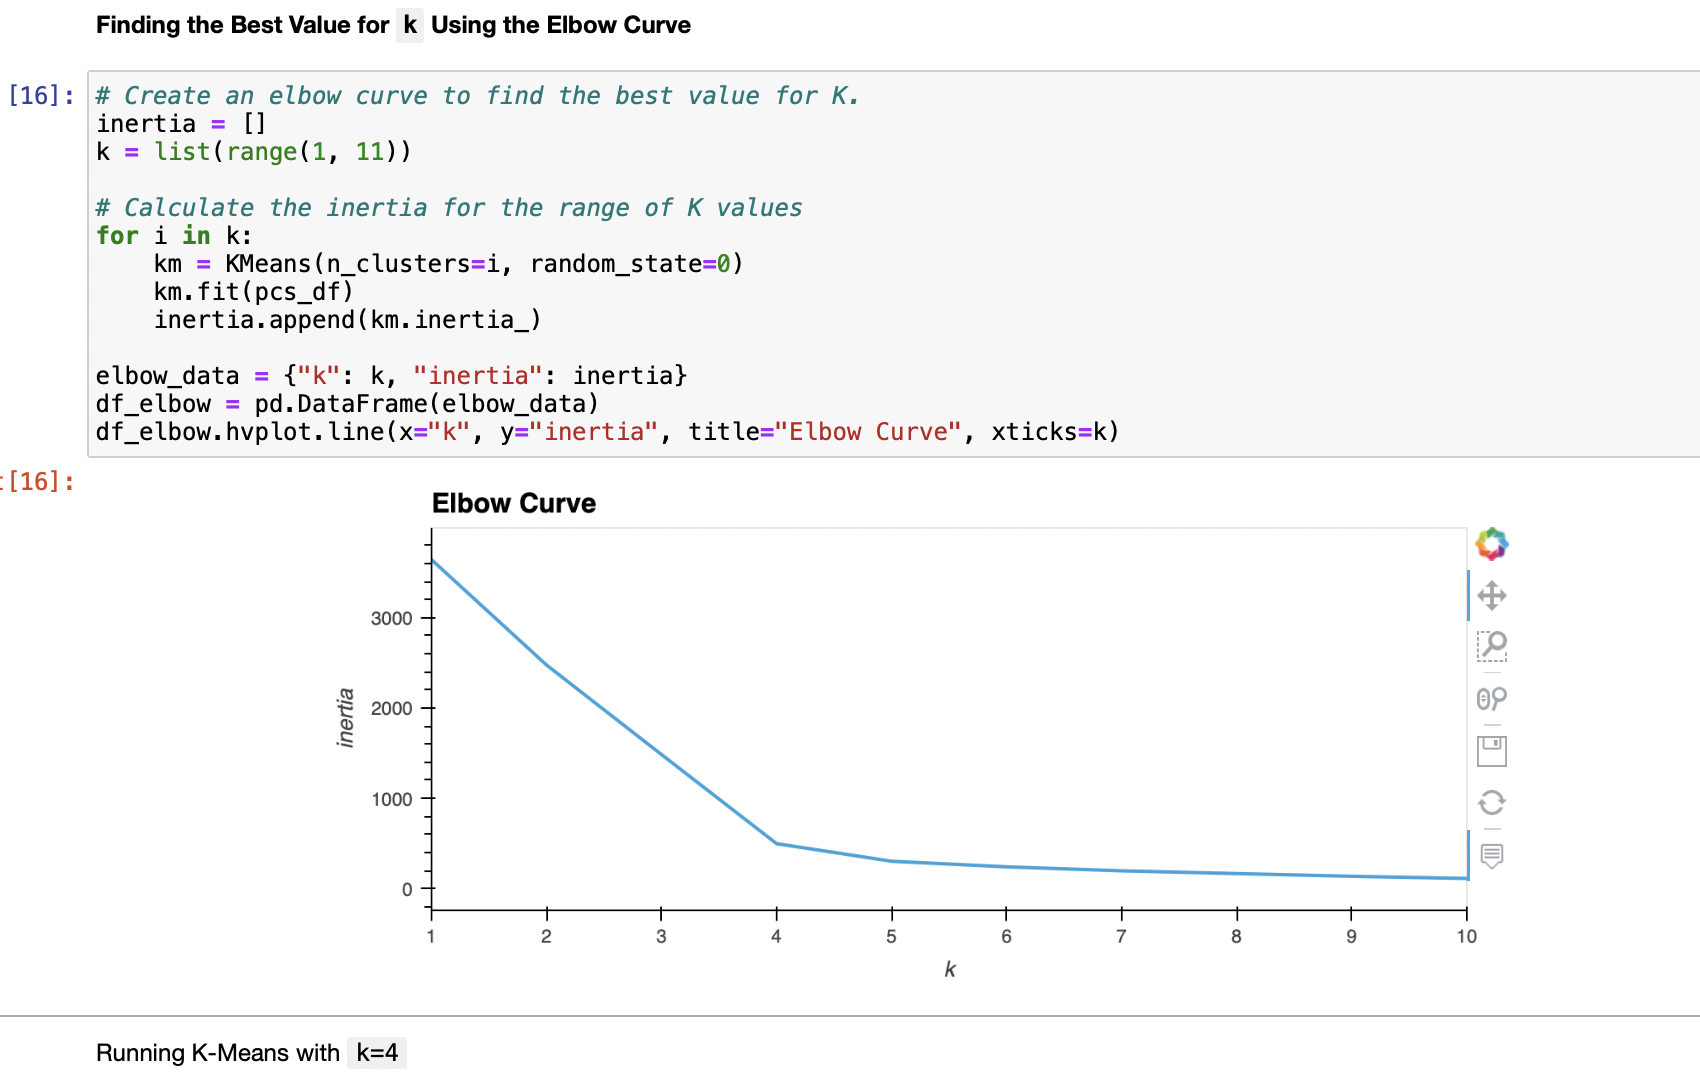 Finding the Best Value for k Using the Elbow Curve
[16]:
# Create an elbow curve to find the best value for K.
inertia = []
k = list(range(1, 11))
# Calculate the inertia for the range of K values
for i in k:
    km = KMeans(n_clusters=i, random_state=0)
    km.fit(pcs_df)
    inertia.append(km.inertia_)
elbow_data = {"k": k, "inertia": inertia}
df_elbow = pd.DataFrame(elbow_data)
df_elbow.hvplot.line(x="k", y="inertia", title="Elbow Curve", xticks=k)
[16]:
Elbow Curve
3000
2000
1000
0
inertia
1 2 3 4 5 6 7 8 9 10
k
Running K-Means with k=4